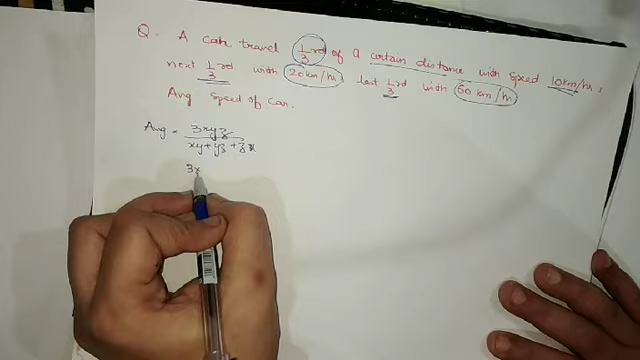 Q. A car travel 1/3rd of a certain distance with speed 10km/hr,
next 1/3rd with 20km/hr, last 1/3rd with 60km/hr
Avg speed of car.
Avg = 3xyz / xy+yz+zx
3x